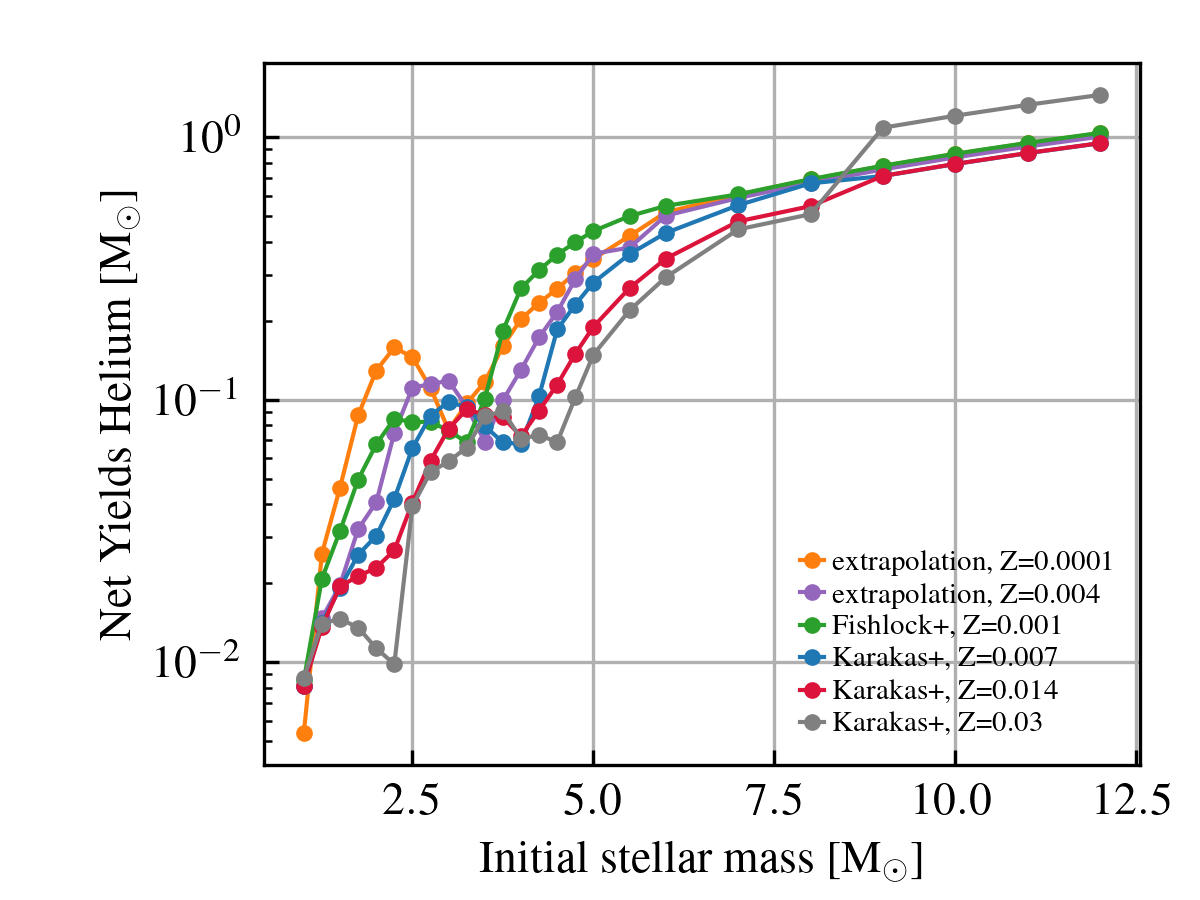 10⁰
10⁻¹
10⁻²
Net Yields Helium [M☉]
extrapolation, Z=0.0001
extrapolation, Z=0.004
Fishlock+, Z=0.001
Karakas+, Z=0.007
Karakas+, Z=0.014
Karakas+, Z=0.03
2.5 5.0 7.5 10.0 12.5
Initial stellar mass [M☉]